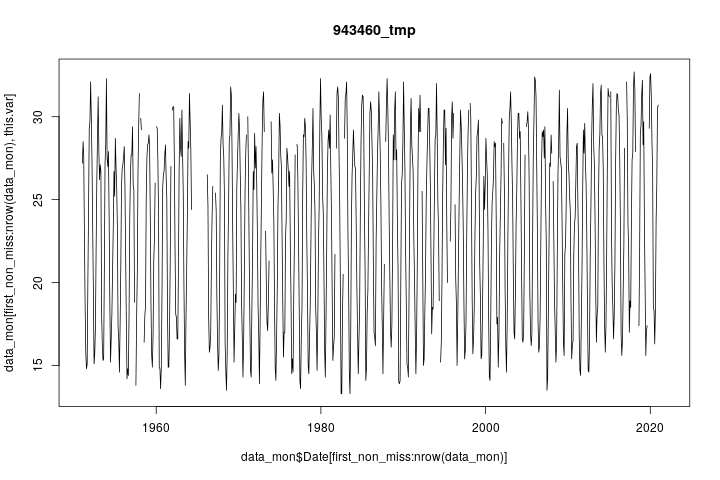 943460_tmp
data_mon[first_non_miss:nrow(data_mon), this.var]
30
25
20
15
1960
1980
2000
2020
data_mon$Date[first_non_miss:nrow(data_mon)]